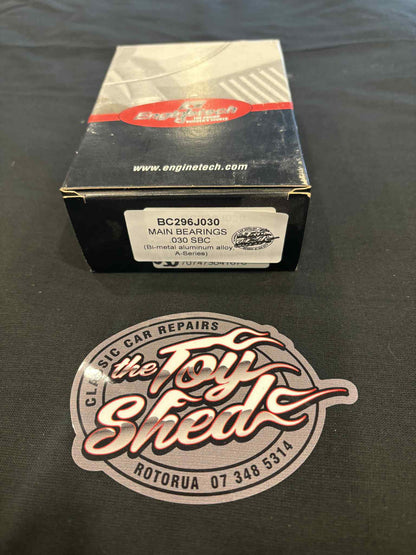 EngineTech
www.enginetech.com
BC296J030
MAIN BEARINGS
.030 SBC
(Bi-metal aluminum alloy
A-Series)
CLASSIC CAR REPAIRS
the Toy
Shed
ROTORUA 07 348 5314